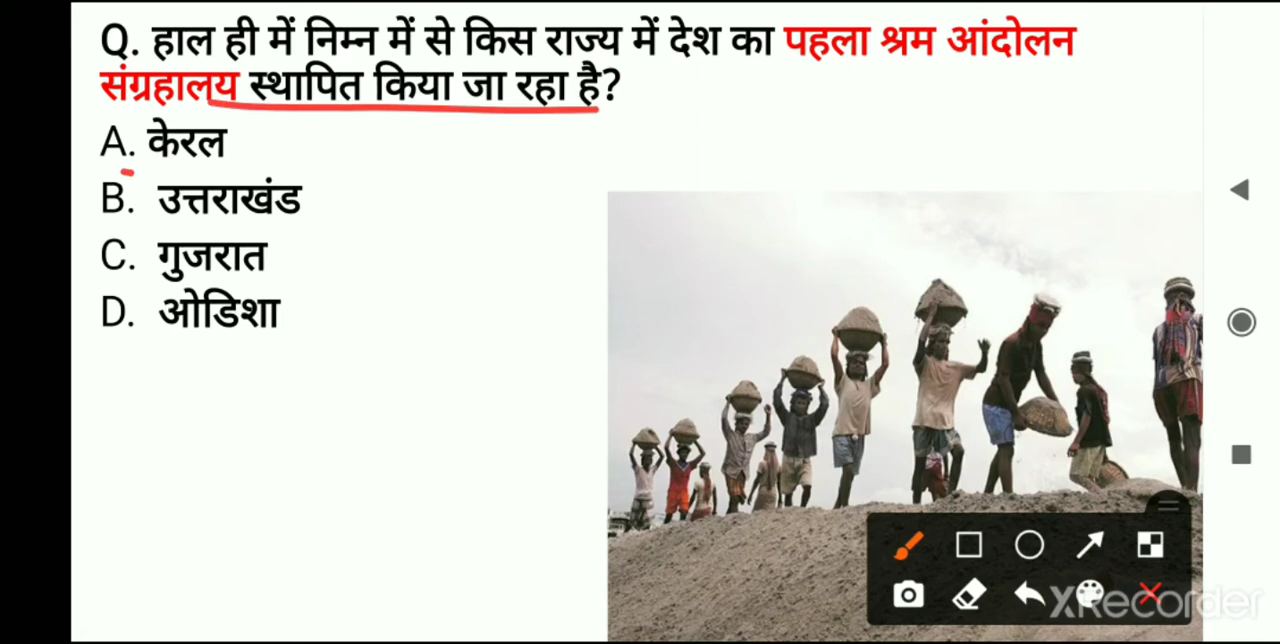 Q. हाल ही में निम्न में से किस राज्य में देश का पहला श्रम आंदोलन
संग्रहालय स्थापित किया जा रहा है?
A. केरल
B. उत्तराखंड
C. गुजरात
D. ओडिशा
XRecorder